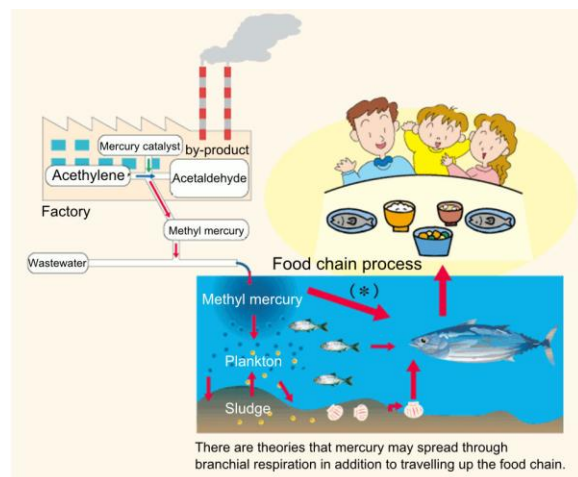 Mercury catalyst
by-product
Acethylene
Acetaldehyde
Factory
Methyl mercury
Wastewater
Food chain process
(*)
Methyl mercury
Plankton
Sludge
There are theories that mercury may spread through
branchial respiration in addition to travelling up the food chain.